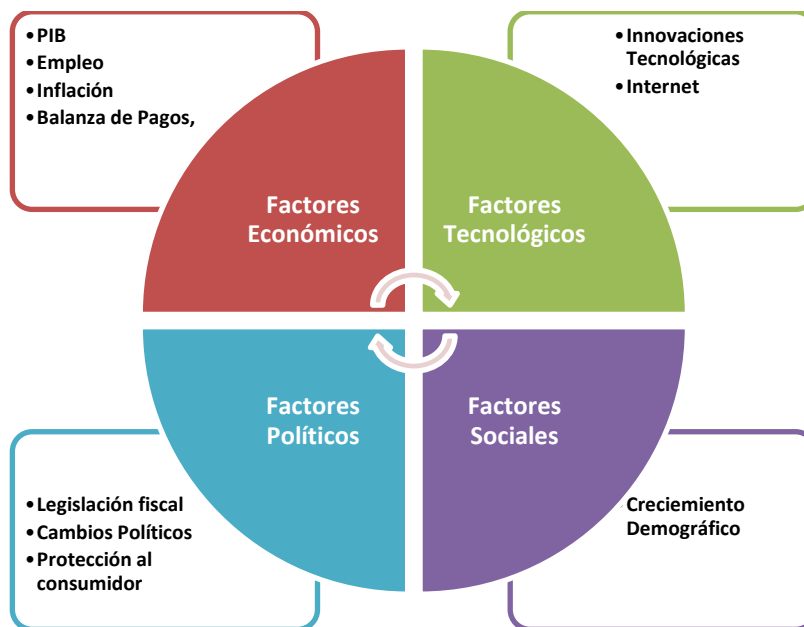 •PIB
•Empleo
•Inflación
•Balanza de Pagos,
•Innovaciones
Tecnológicas
•Internet
Factores
Económicos
Factores
Tecnológicos
Factores
Políticos
Factores
Sociales
•Legislación fiscal
•Cambios Políticos
•Protección al
consumidor
Creciemiento
Demográfico